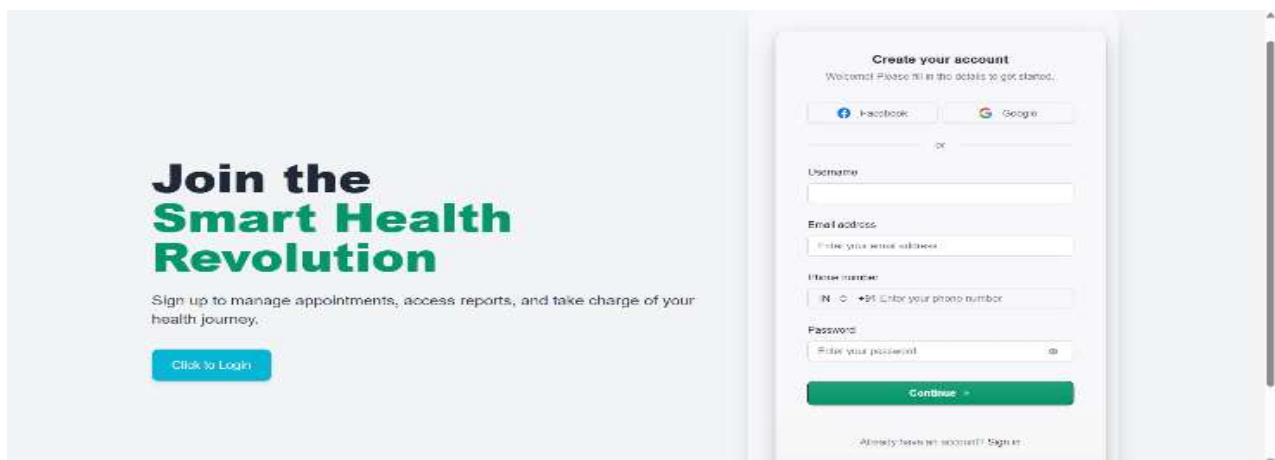 Join the
Smart Health
Revolution
Sign up to manage appointments, access reports, and take charge of your
health journey.
Click to Login
Create your account
Welcome! Please fill in the details to get started.
Facebook Google
or
Username
Email address
Enter your email address
Phone number
IN +91 Enter your phone number
Password
Enter your password
Continue
Already have an account? Sign in